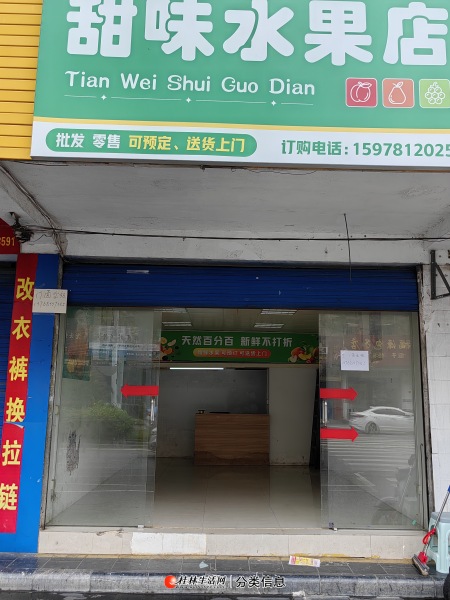 甜味水果店
Tian Wei Shui Guo Dian
批发 零售 可预定、送货上门
订购电话:1597812025
改衣裤换拉链
天然百分百 新鲜不打折
桂林生活网 分类信息